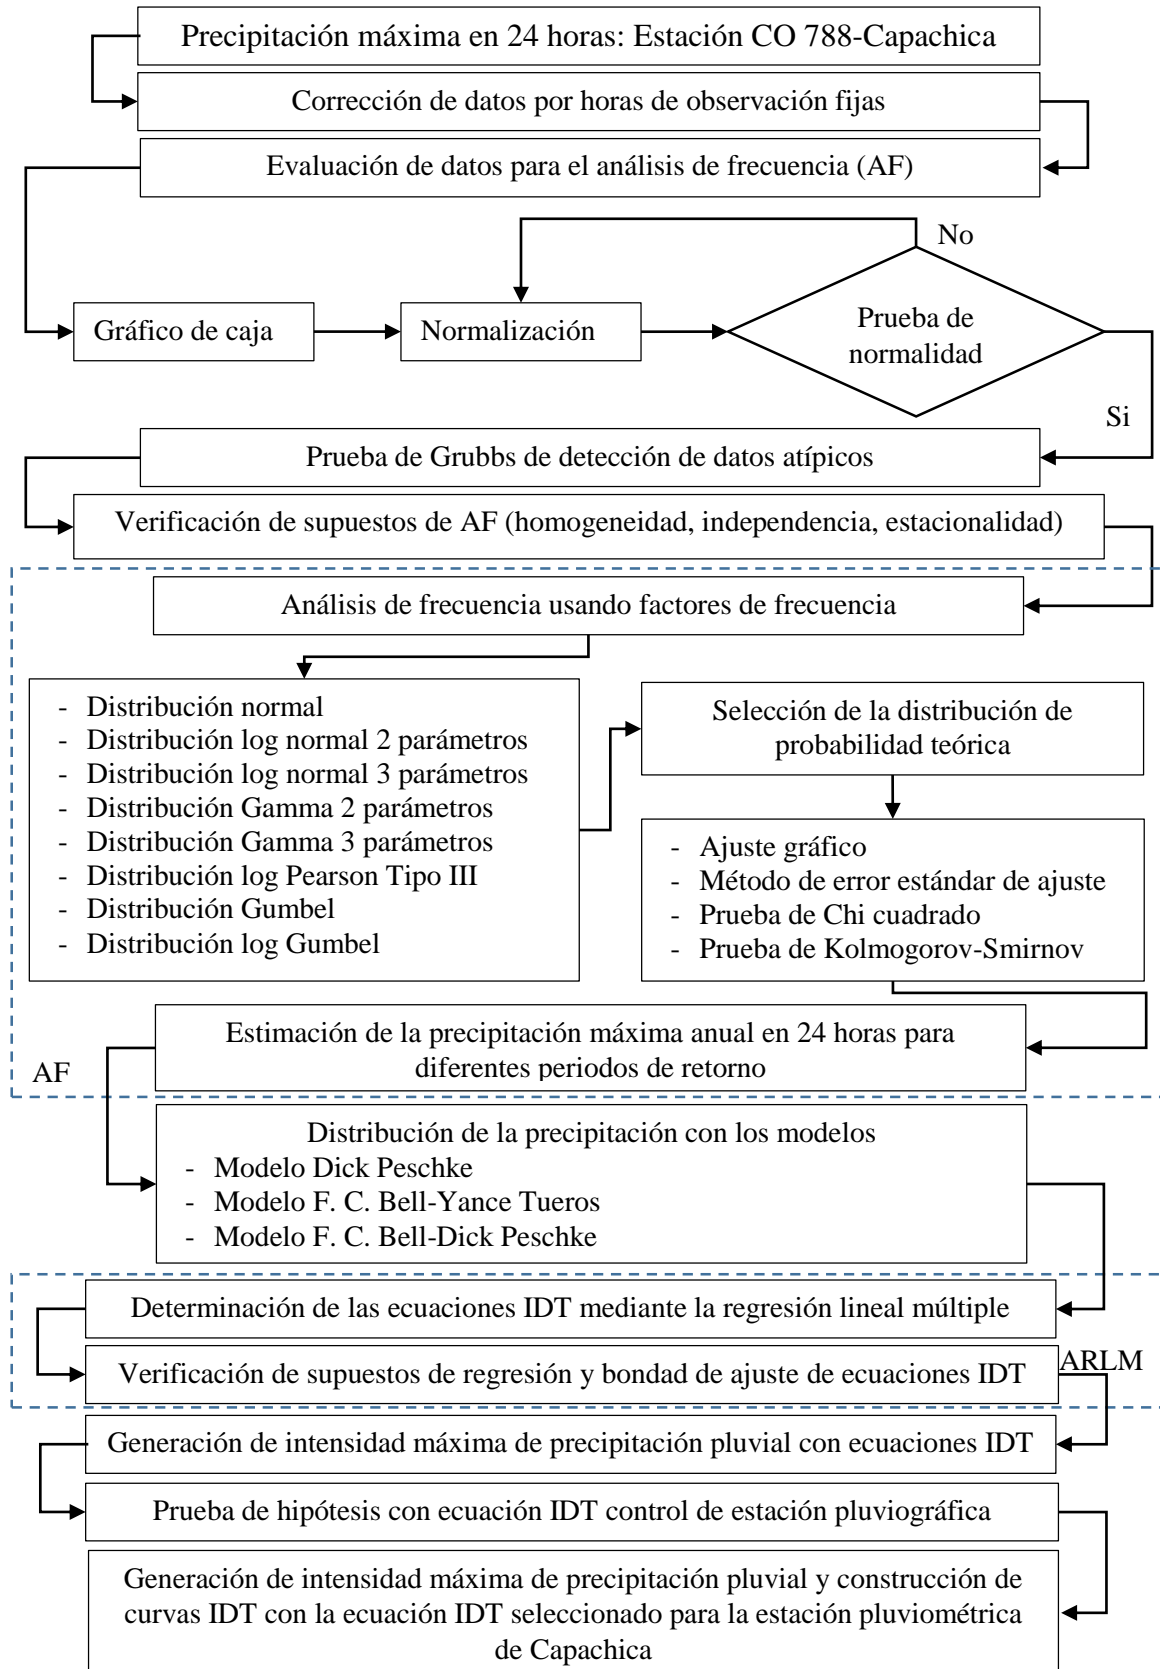 Precipitación máxima en 24 horas: Estación CO 788-Capachica
Corrección de datos por horas de observación fijas
Evaluación de datos para el análisis de frecuencia (AF)
No
Gráfico de caja
Normalización
Prueba de
normalidad
Si
Prueba de Grubbs de detección de datos atípicos
Verificación de supuestos de AF (homogeneidad, independencia, estacionalidad)
Análisis de frecuencia usando factores de frecuencia
- Distribución normal
- Distribución log normal 2 parámetros
- Distribución log normal 3 parámetros
- Distribución Gamma 2 parámetros
- Distribución Gamma 3 parámetros
- Distribución log Pearson Tipo III
- Distribución Gumbel
- Distribución log Gumbel
Selección de la distribución de
probabilidad teórica
- Ajuste gráfico
- Método de error estándar de ajuste
- Prueba de Chi cuadrado
- Prueba de Kolmogorov-Smirnov
Estimación de la precipitación máxima anual en 24 horas para
diferentes periodos de retorno
AF
Distribución de la precipitación con los modelos
- Modelo Dick Peschke
- Modelo F. C. Bell-Yance Tueros
- Modelo F. C. Bell-Dick Peschke
Determinación de las ecuaciones IDT mediante la regresión lineal múltiple
Verificación de supuestos de regresión y bondad de ajuste de ecuaciones IDT
ARLM
Generación de intensidad máxima de precipitación pluvial con ecuaciones IDT
Prueba de hipótesis con ecuación IDT control de estación pluviográfica
Generación de intensidad máxima de precipitación pluvial y construcción de
curvas IDT con la ecuación IDT seleccionado para la estación pluviométrica
de Capachica